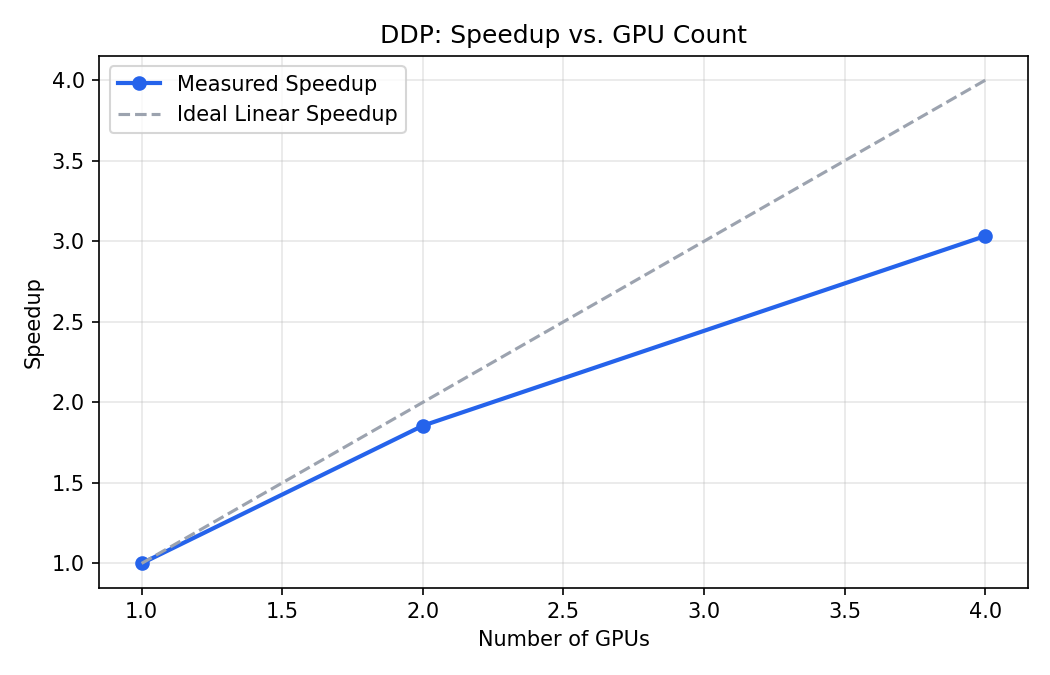 DDP: Speedup vs. GPU Count
Measured Speedup
Ideal Linear Speedup
4.0
3.5
3.0
2.5
2.0
1.5
1.0
Speedup
1.0 1.5 2.0 2.5 3.0 3.5 4.0
Number of GPUs